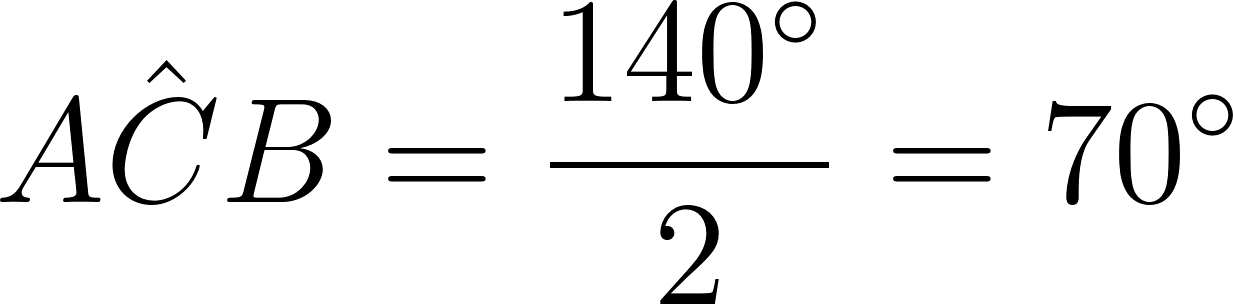 AĈB = 140°/2 = 70°